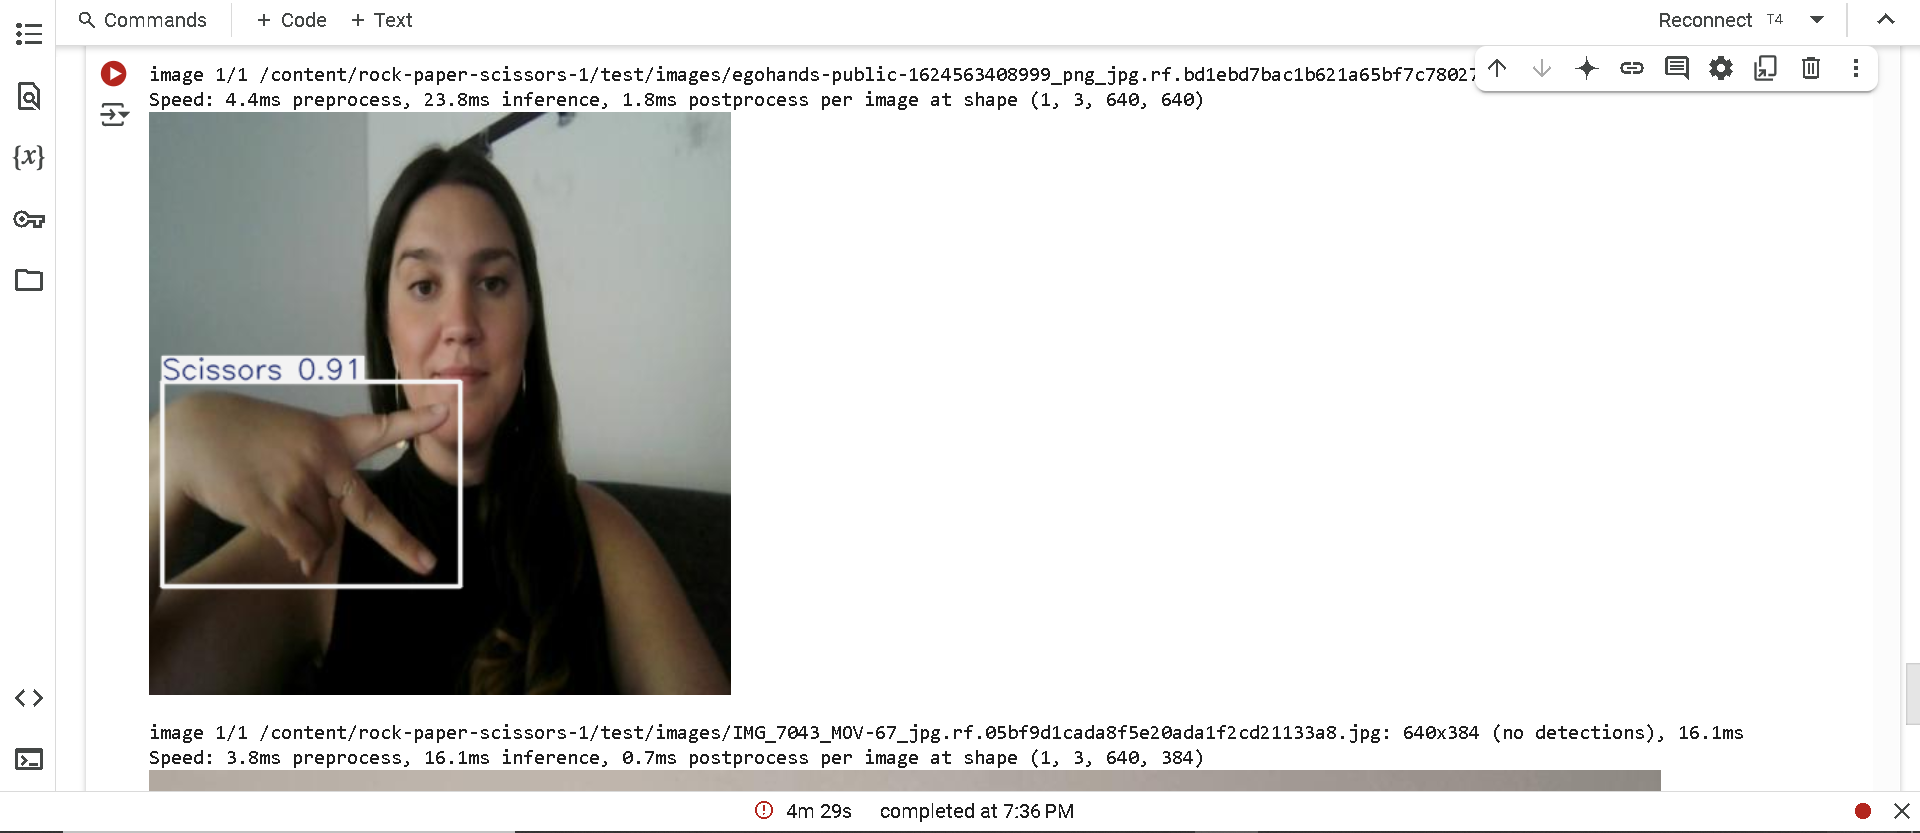 Commands + Code + Text Reconnect T4
image 1/1 /content/rock-paper-scissors-1/test/images/egohands-public-1624563408999_png_jpg.rf.bd1ebd7bac1b621a65bf7c78027
Speed: 4.4ms preprocess, 23.8ms inference, 1.8ms postprocess per image at shape (1, 3, 640, 640)
{x}
Scissors 0.91
image 1/1 /content/rock-paper-scissors-1/test/images/IMG_7043_MOV-67_jpg.rf.05bf9d1cada8f5e20ada1f2cd21133a8.jpg: 640x384 (no detections), 16.1ms
Speed: 3.8ms preprocess, 16.1ms inference, 0.7ms postprocess per image at shape (1, 3, 640, 384)
4m 29s completed at 7:36 PM